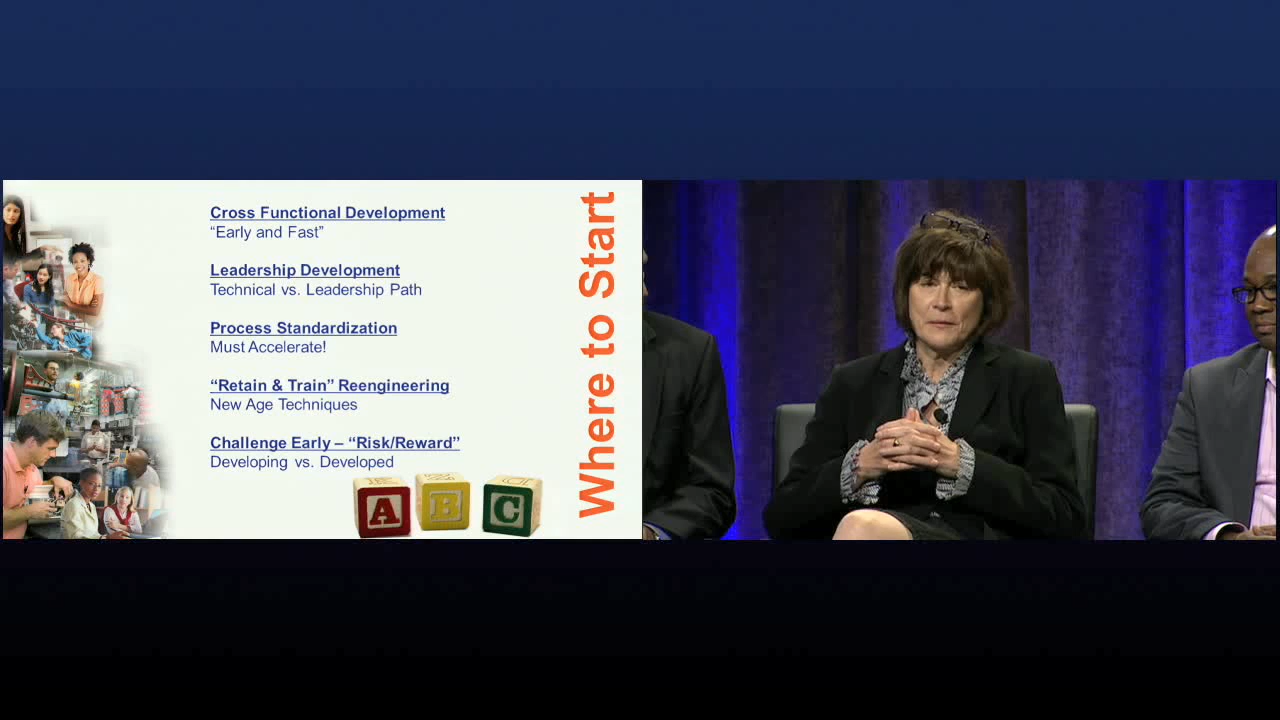 Cross Functional Development
“Early and Fast”
Leadership Development
Technical vs. Leadership Path
Process Standardization
Must Accelerate!
“Retain & Train” Reengineering
New Age Techniques
Challenge Early – “Risk/Reward”
Developing vs. Developed
Where to Start
A B C